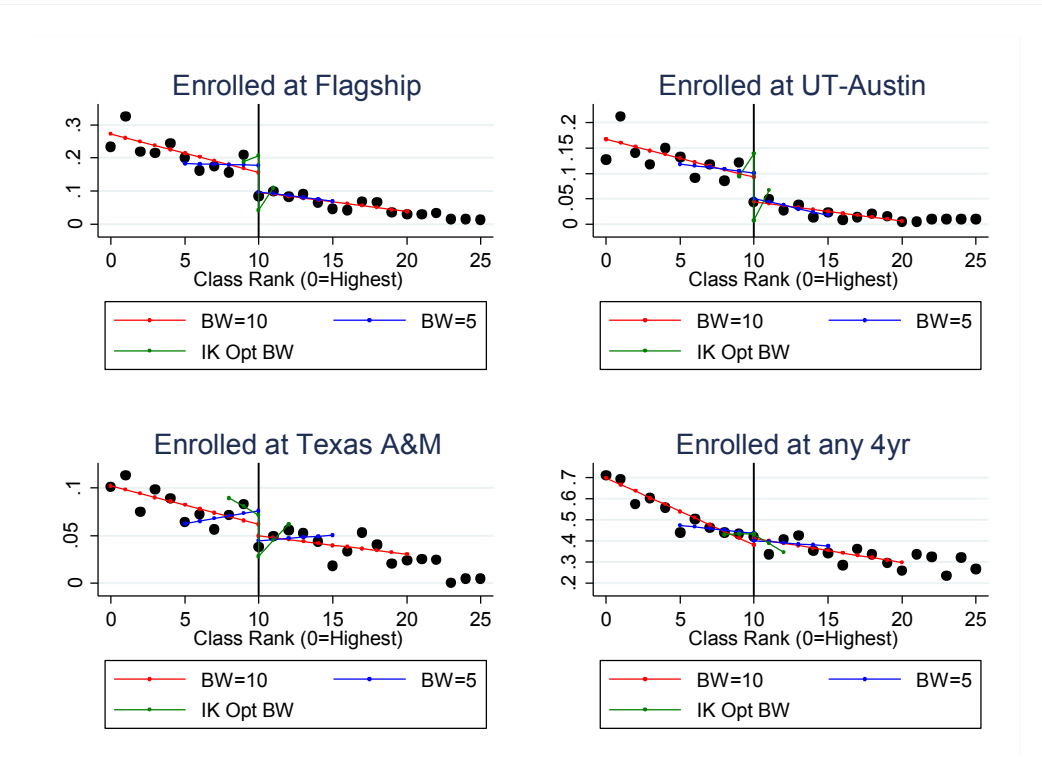 Enrolled at Flagship
0 .1 .2 .3
0 5 10 15 20 25
Class Rank (0=Highest)
BW=10 BW=5
IK Opt BW
Enrolled at UT-Austin
0 .05 .1 .15 .2
0 5 10 15 20 25
Class Rank (0=Highest)
BW=10 BW=5
IK Opt BW
Enrolled at Texas A&M
0 .05 .1
0 5 10 15 20 25
Class Rank (0=Highest)
BW=10 BW=5
IK Opt BW
Enrolled at any 4yr
.2 .3 .4 .5 .6 .7
0 5 10 15 20 25
Class Rank (0=Highest)
BW=10 BW=5
IK Opt BW